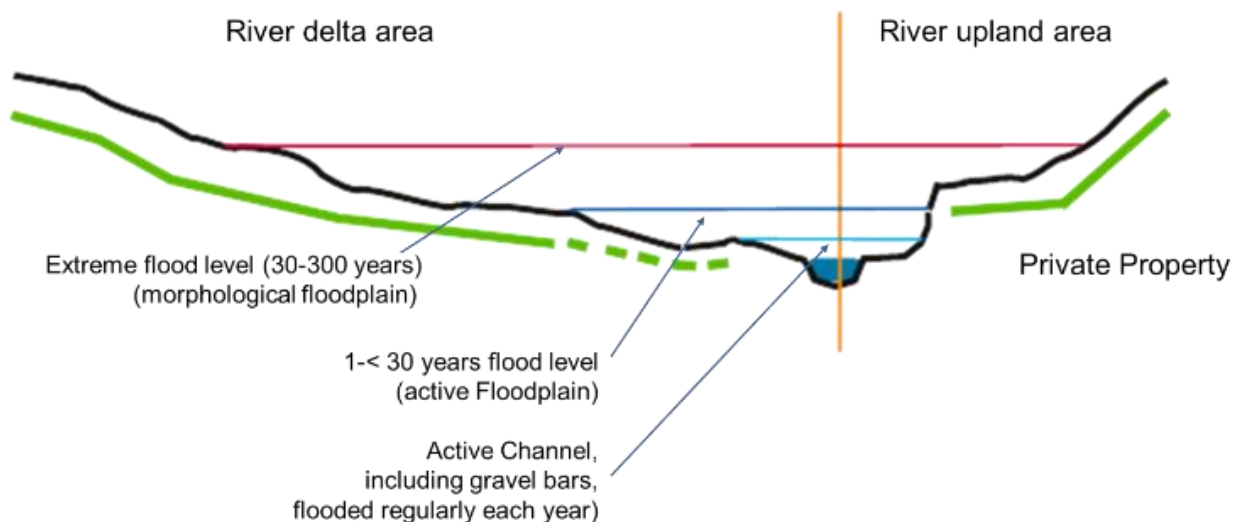 River delta area
River upland area
Extreme flood level (30-300 years)
(morphological floodplain)
Private Property
1-< 30 years flood level
(active Floodplain)
Active Channel,
including gravel bars,
flooded regularly each year)